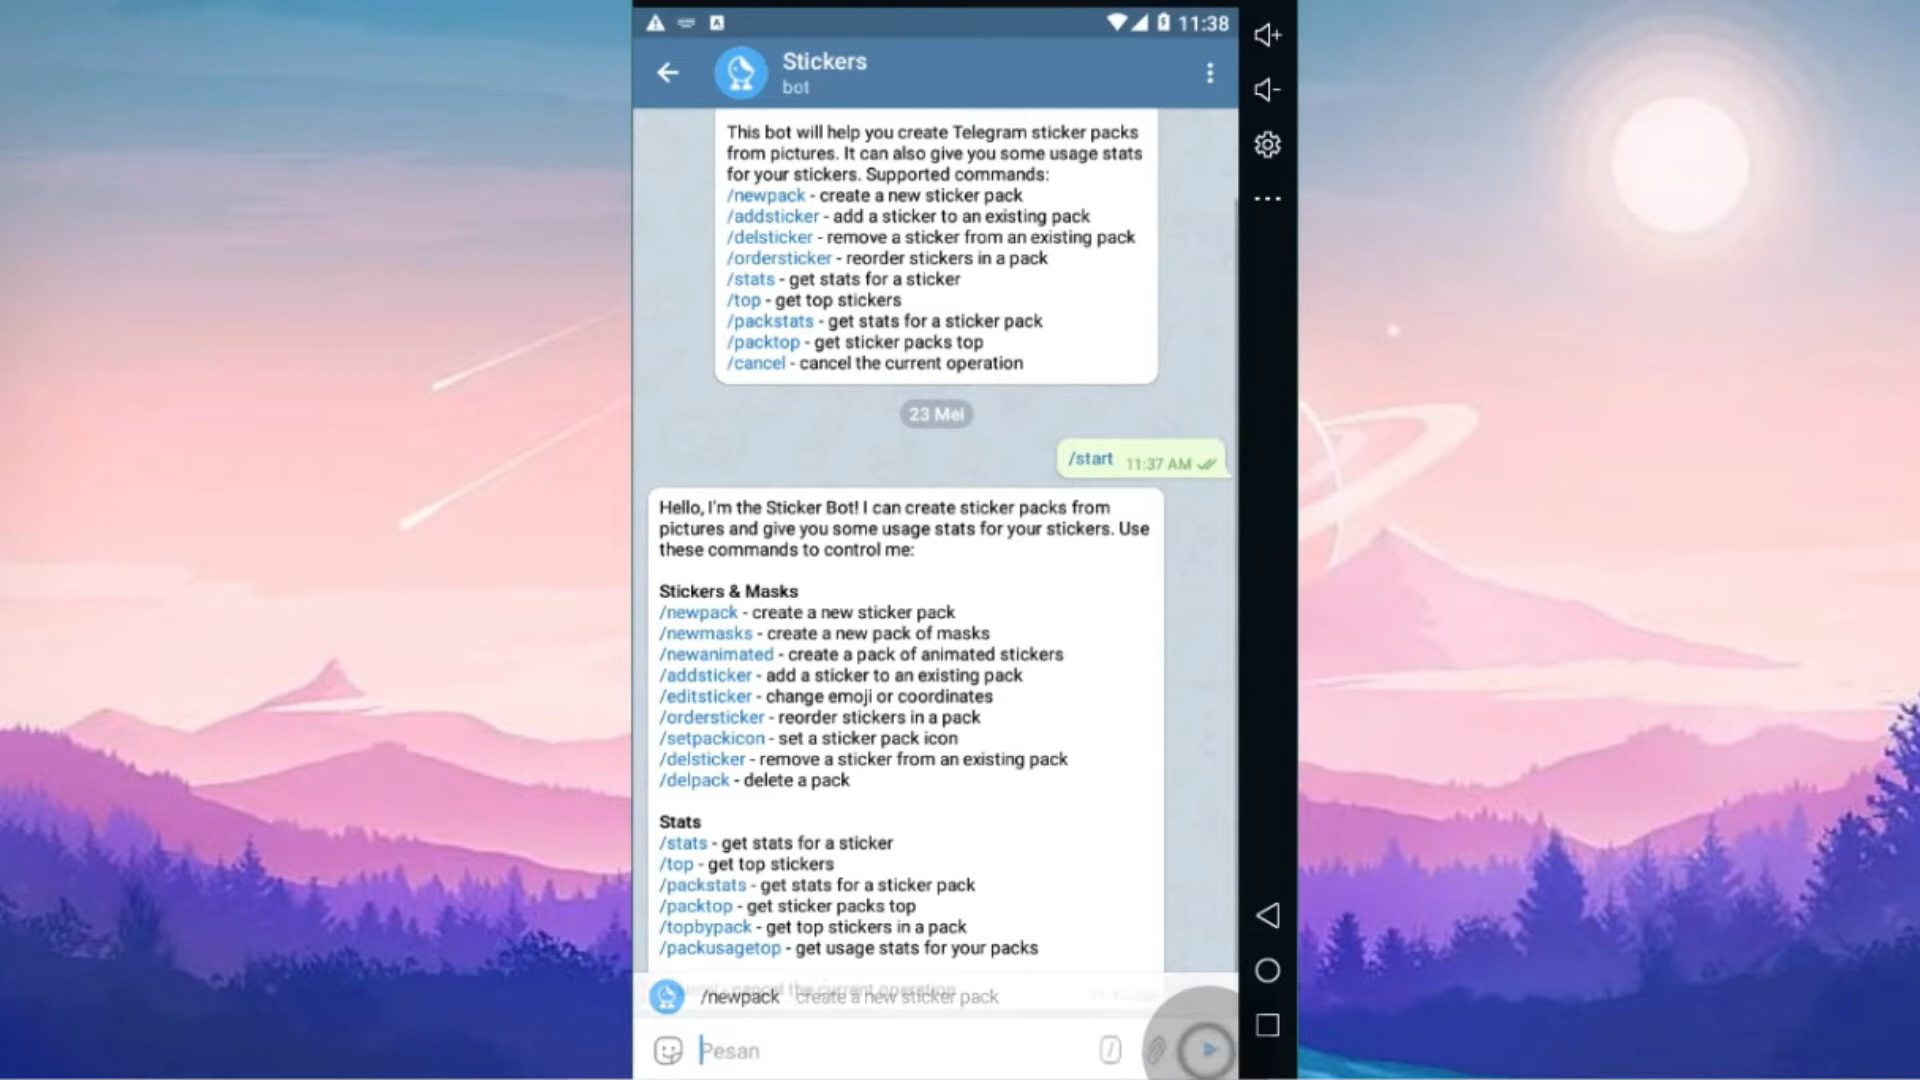 11:38
Stickers
bot
This bot will help you create Telegram sticker packs
from pictures. It can also give you some usage stats
for your stickers. Supported commands:
/newpack - create a new sticker pack
/addsticker - add a sticker to an existing pack
/delsticker - remove a sticker from an existing pack
/ordersticker - reorder stickers in a pack
/stats - get stats for a sticker
/top - get top stickers
/packstats - get stats for a sticker pack
/packtop - get sticker packs top
/cancel - cancel the current operation
23 Mei
/start 11:37 AM
Hello, I'm the Sticker Bot! I can create sticker packs from
pictures and give you some usage stats for your stickers. Use
these commands to control me:
Stickers & Masks
/newpack - create a new sticker pack
/newmasks - create a new pack of masks
/newanimated - create a pack of animated stickers
/addsticker - add a sticker to an existing pack
/editsticker - change emoji or coordinates
/ordersticker - reorder stickers in a pack
/setpackicon - set a sticker pack icon
/delsticker - remove a sticker from an existing pack
/delpack - delete a pack
Stats
/stats - get stats for a sticker
/top - get top stickers
/packstats - get stats for a sticker pack
/packtop - get sticker packs top
/topbypack - get top stickers in a pack
/packusagetop - get usage stats for your packs
- cancel the current operation
/newpack create a new sticker pack
Pesan